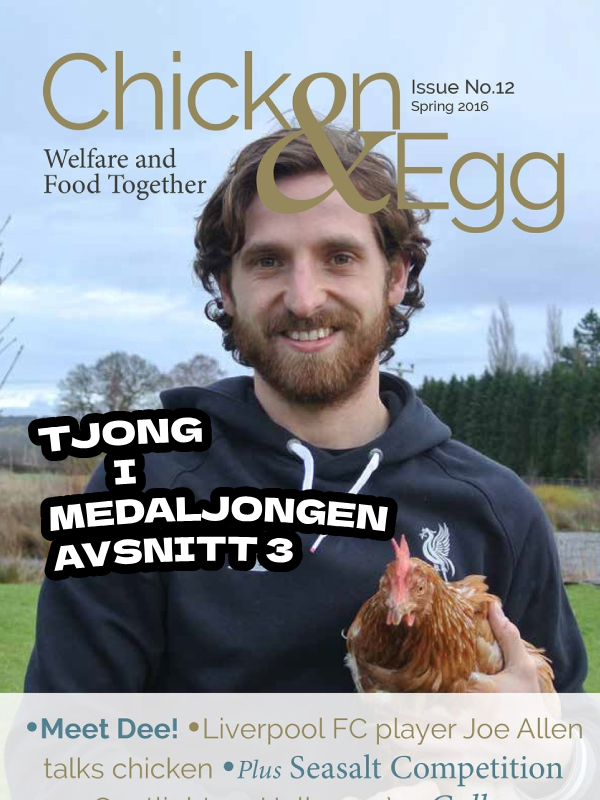 Chicken
& Egg
Issue No.12
Spring 2016
Welfare and
Food Together
TJONG
I
MEDALJONGEN
AVSNITT 3
•Meet Dee! •Liverpool FC player Joe Allen
talks chicken •Plus Seasalt Competition